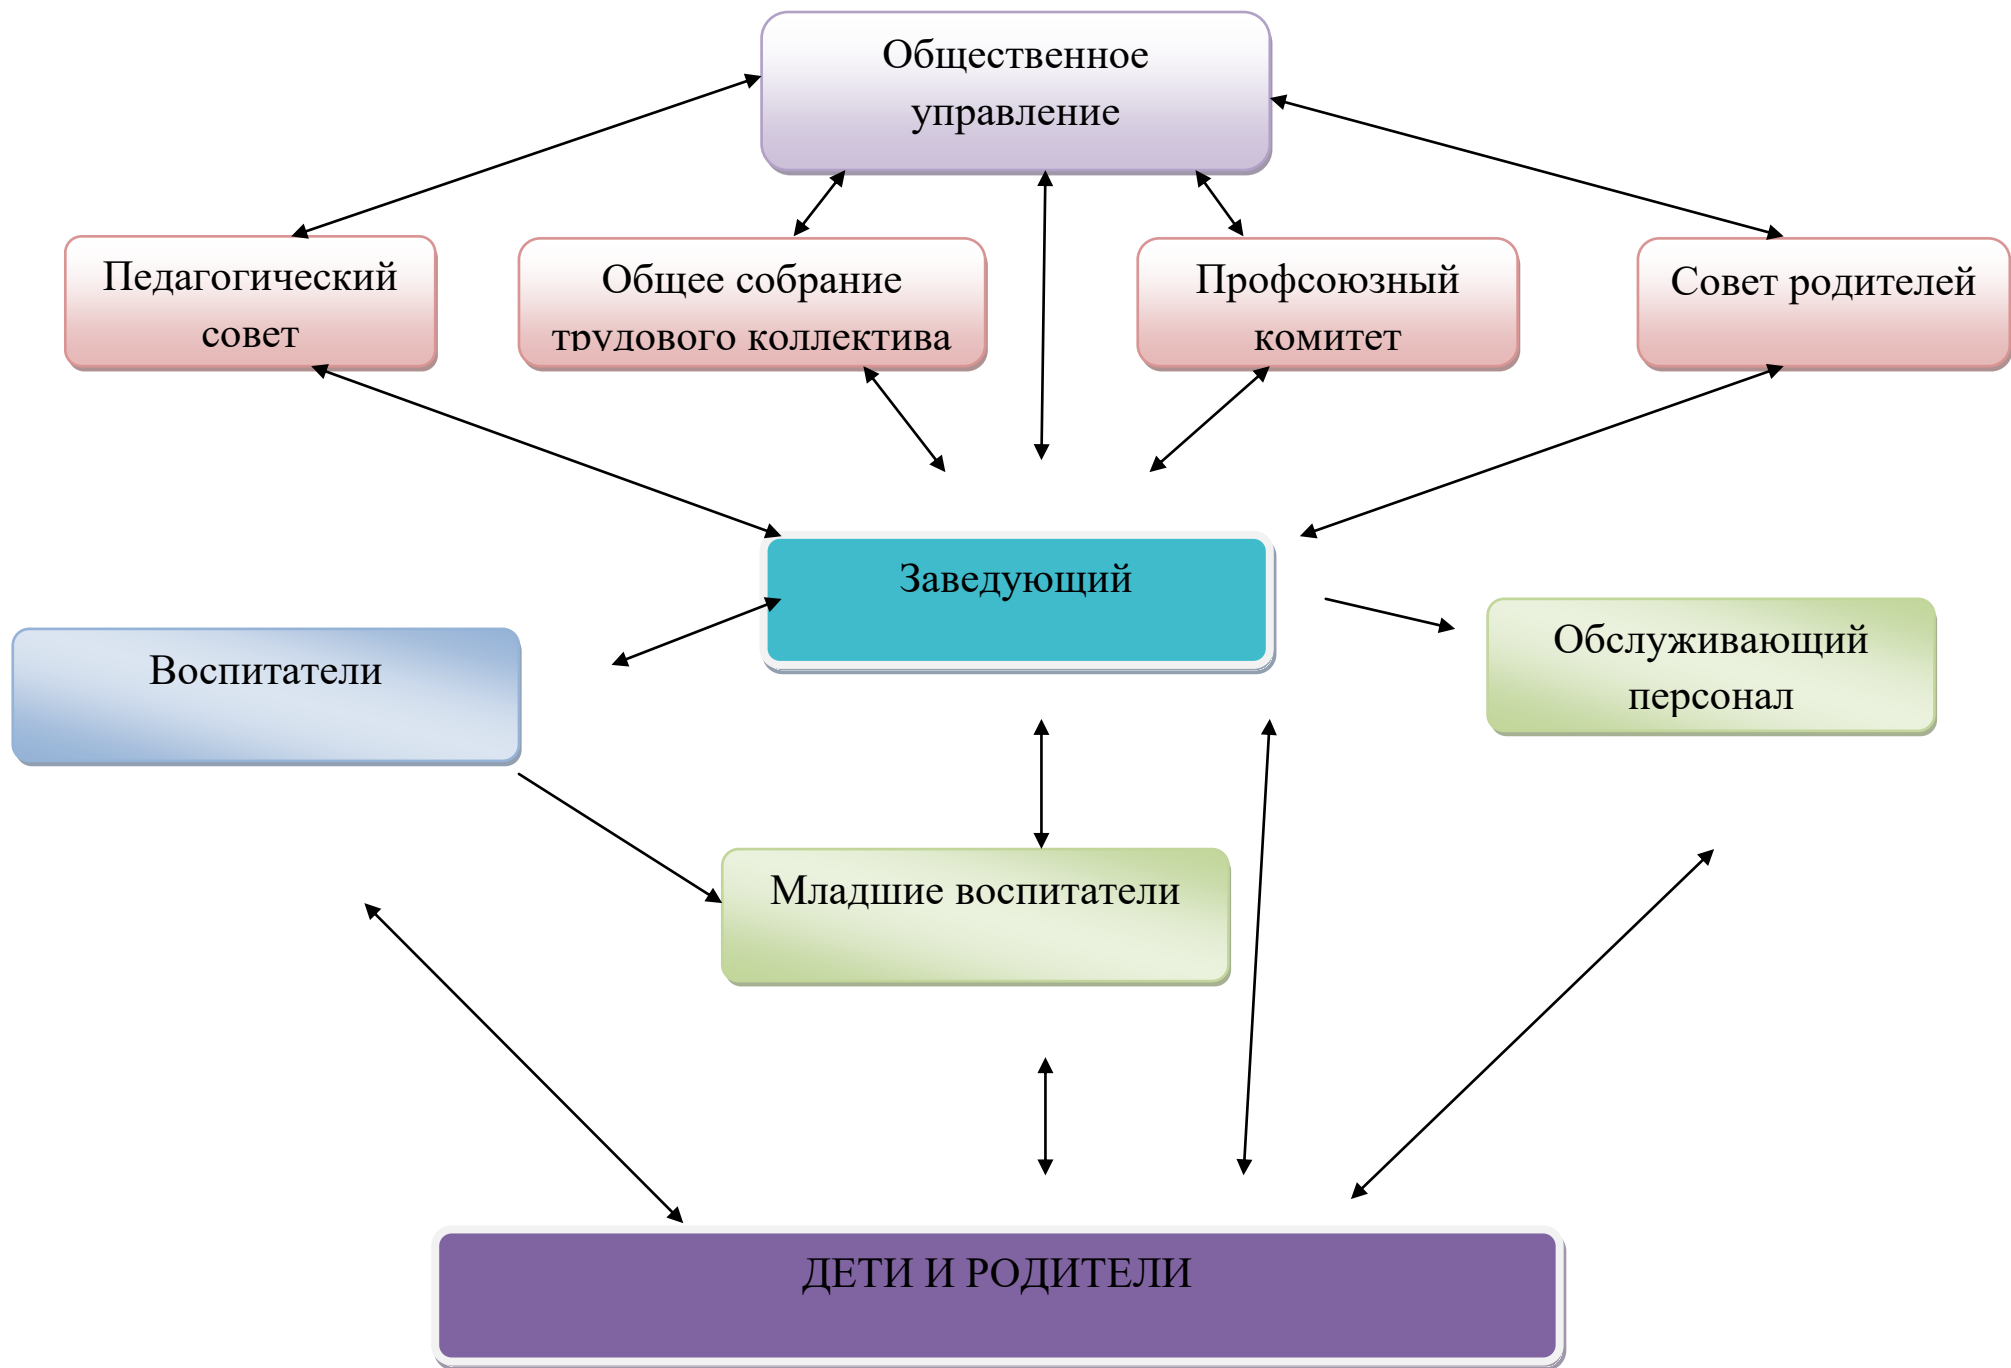 Общественное
управление
Педагогический
совет
Общее собрание
трудового коллектива
Профсоюзный
комитет
Совет родителей
Заведующий
Воспитатели
Обслуживающий
персонал
Младшие воспитатели
ДЕТИ И РОДИТЕЛИ